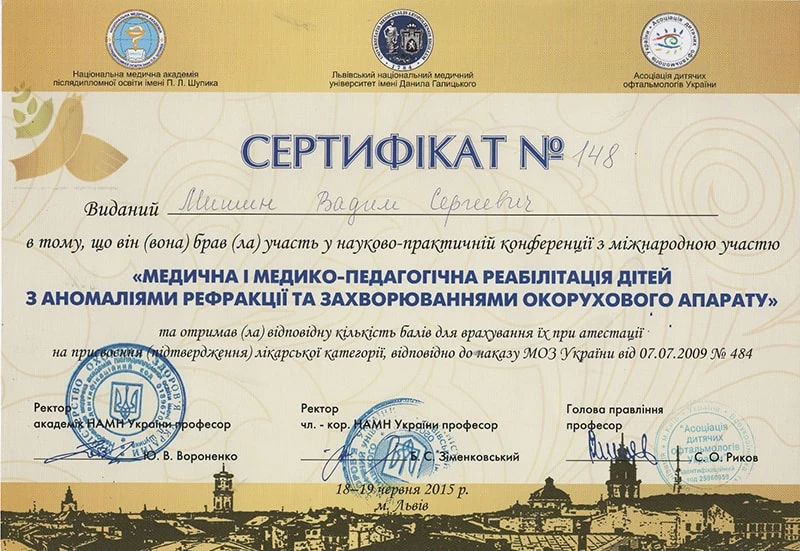 Національна медична академія
післядипломної освіти імені П. Л. Шупика
Львівський національний медичний
університет імені Данила Галицького
1784
Асоціація дитячих
офтальмологів України
СЕРТИФІКАТ № 148
Виданий Мишин Вадим Сергеевич
в тому, що він (вона) брав (ла) участь у науково-практичній конференції з міжнародною участю
«МЕДИЧНА І МЕДИКО-ПЕДАГОГІЧНА РЕАБІЛІТАЦІЯ ДІТЕЙ
З АНОМАЛІЯМИ РЕФРАКЦІЇ ТА ЗАХВОРЮВАННЯМИ ОКОРУХОВОГО АПАРАТУ»
та отримав (ла) відповідну кількість балів для врахування їх при атестації
на присвоєння (підтвердження) лікарської категорії, відповідно до наказу МОЗ України від 07.07.2009 № 484
Ректор
академік НАМН України професор
Ю. В. Вороненко
Ректор
чл. - кор. НАМН України професор
Б. С. Зіменковський
Голова правління
професор
С. О. Риков
"Асоціація
дитячих
офтальмологів
України"
18–19 червня 2015 р.
м. Львів